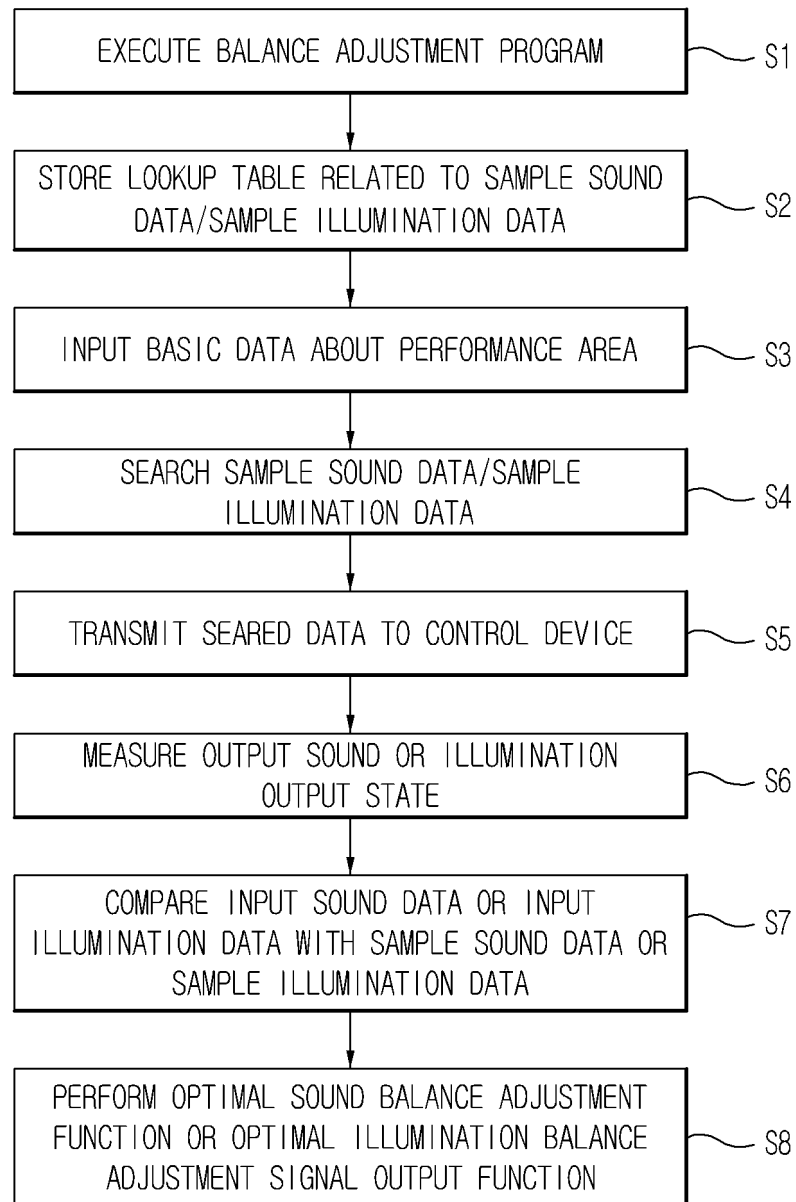 EXECUTE BALANCE ADJUSTMENT PROGRAM
S1
STORE LOOKUP TABLE RELATED TO SAMPLE SOUND
DATA/SAMPLE ILLUMINATION DATA
S2
INPUT BASIC DATA ABOUT PERFORMANCE AREA
S3
SEARCH SAMPLE SOUND DATA/SAMPLE
ILLUMINATION DATA
S4
TRANSMIT SEARED DATA TO CONTROL DEVICE
S5
MEASURE OUTPUT SOUND OR ILLUMINATION
OUTPUT STATE
S6
COMPARE INPUT SOUND DATA OR INPUT
ILLUMINATION DATA WITH SAMPLE SOUND DATA OR
SAMPLE ILLUMINATION DATA
S7
PERFORM OPTIMAL SOUND BALANCE ADJUSTMENT
FUNCTION OR OPTIMAL ILLUMINATION BALANCE
ADJUSTMENT SIGNAL OUTPUT FUNCTION
S8